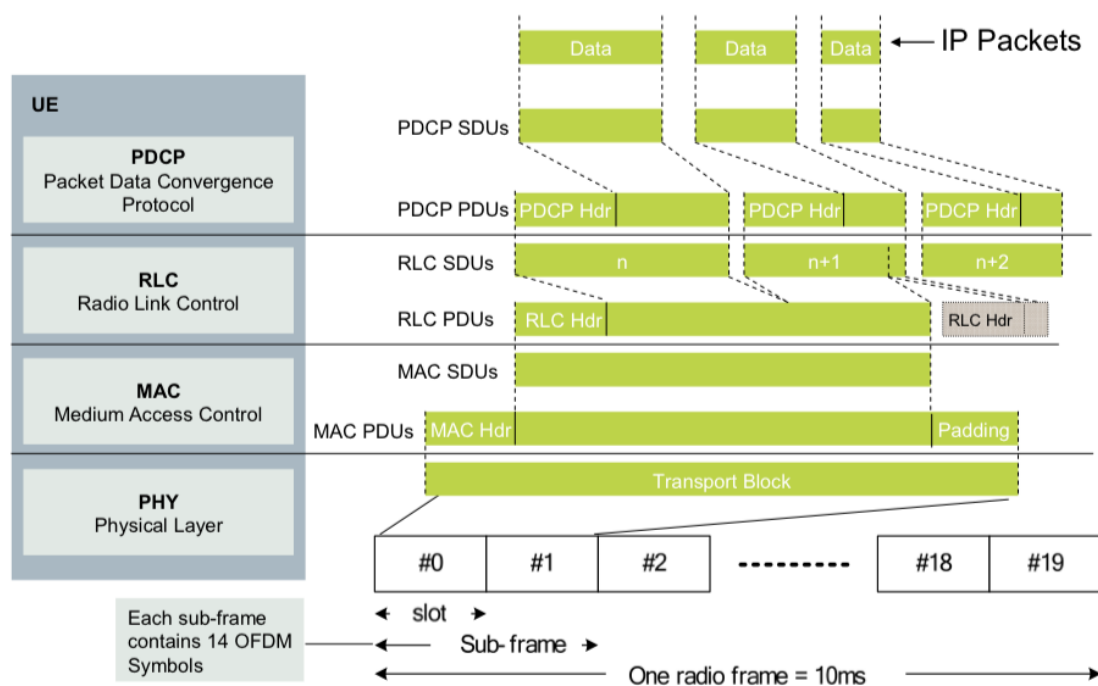 Data
Data
Data
IP Packets
UE
PDCP SDUs
PDCP
Packet Data Convergence
Protocol
PDCP PDUs
PDCP Hdr
PDCP Hdr
PDCP Hdr
RLC SDUs
n
n+1
n+2
RLC
Radio Link Control
RLC PDUs
RLC Hdr
RLC Hdr
MAC SDUs
MAC
Medium Access Control
MAC PDUs
MAC Hdr
Padding
Transport Block
PHY
Physical Layer
#0
#1
#2
#18
#19
slot
Each sub-frame
contains 14 OFDM
Symbols
Sub- frame
One radio frame = 10ms